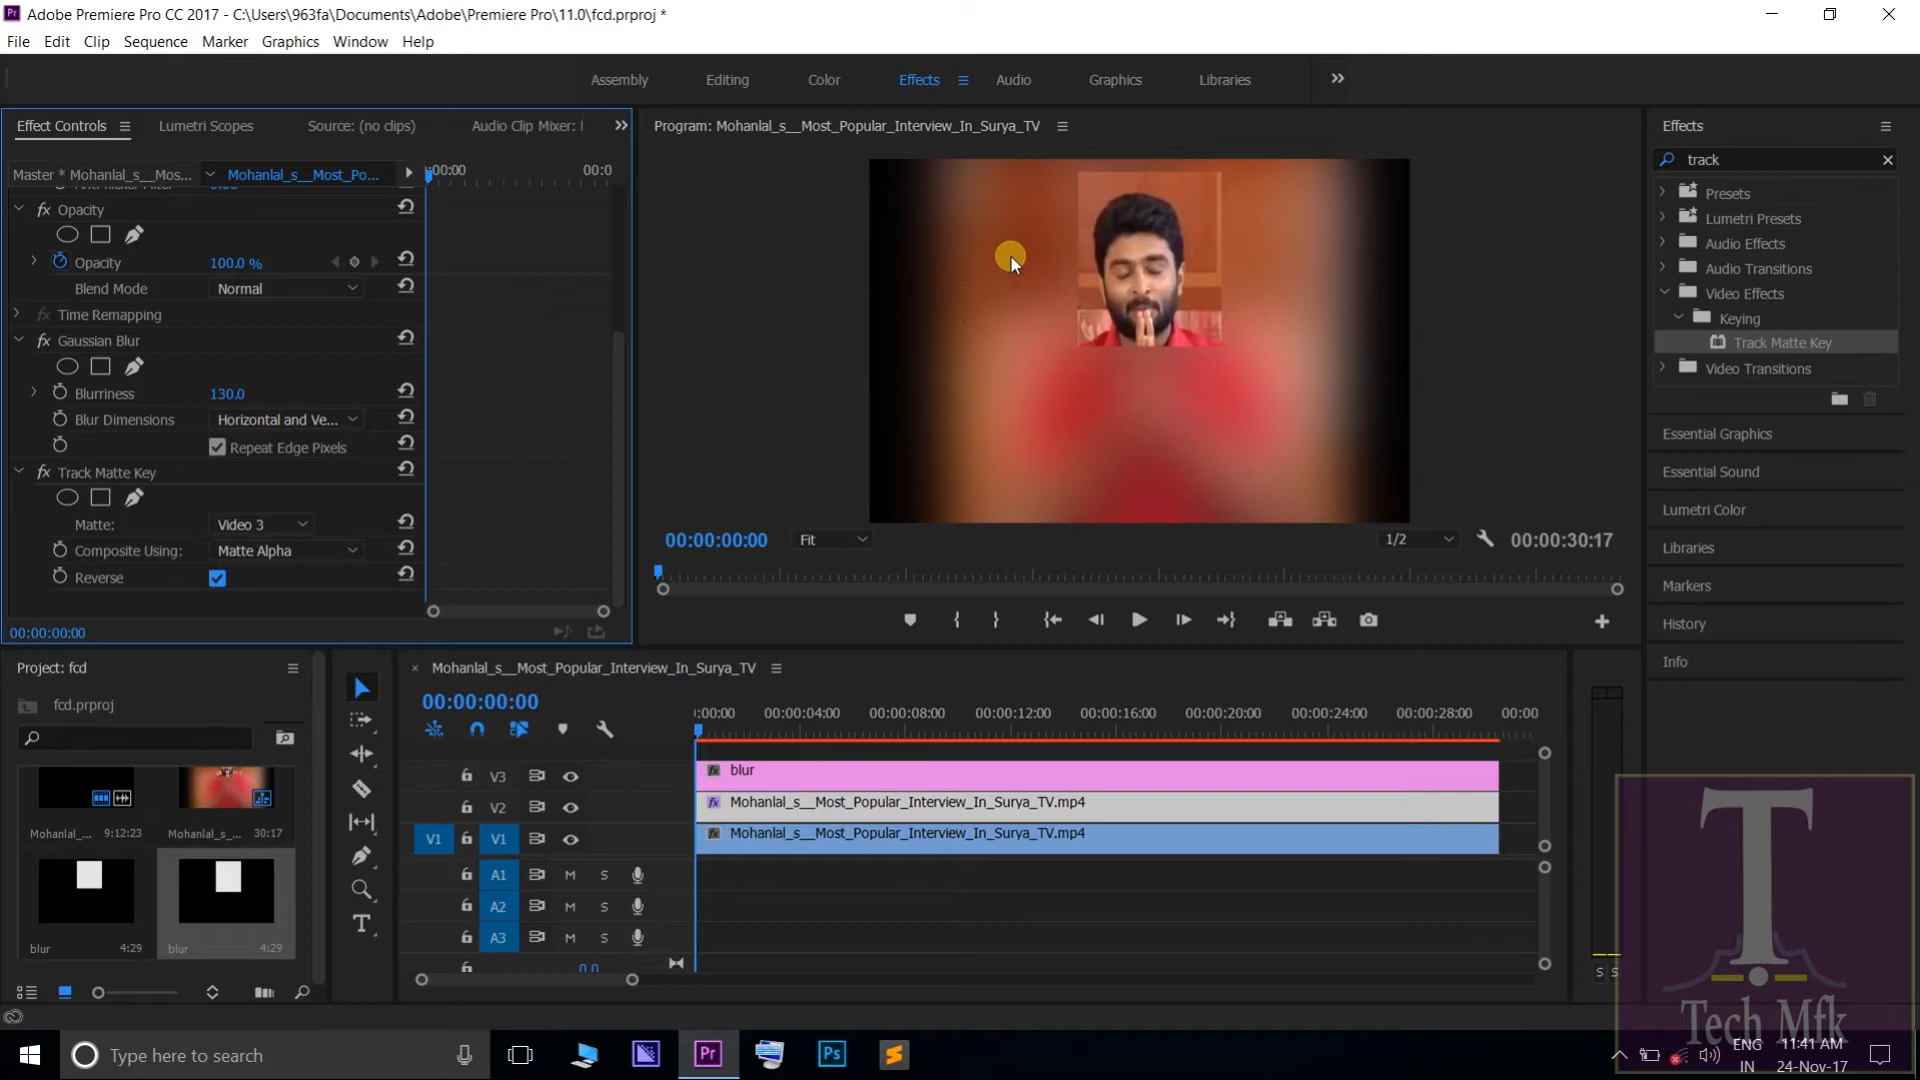 Adobe Premiere Pro CC 2017 - C:\Users\963fa\Documents\Adobe\Premiere Pro\11.0\fcd.prproj *
File Edit Clip Sequence Marker Graphics Window Help
Assembly Editing Color Effects Audio Graphics Libraries
Effect Controls Lumetri Scopes Source: (no clips) Audio Clip Mixer:
Program: Mohanlal_s__Most_Popular_Interview_In_Surya_TV
Effects
track
Master * Mohanlal_s__Mos... Mohanlal_s__Most_Po... :00:00 00:0
Opacity
Opacity 100.0 %
Blend Mode Normal
Time Remapping
Gaussian Blur
Blurriness 130.0
Blur Dimensions Horizontal and Ve...
Repeat Edge Pixels
Track Matte Key
Matte: Video 3
Composite Using: Matte Alpha
Reverse
00:00:00:00
00:00:00:00 Fit 1/2 00:00:30:17
Presets
Lumetri Presets
Audio Effects
Audio Transitions
Video Effects
Keying
Track Matte Key
Video Transitions
Essential Graphics
Essential Sound
Lumetri Color
Libraries
Markers
History
Info
Project: fcd
fcd.prproj
Mohanlal_... 9:12:23 Mohanlal_s_... 30:17
blur 4:29 blur 4:29
Mohanlal_s__Most_Popular_Interview_In_Surya_TV
00:00:00:00
:00:00 00:00:04:00 00:00:08:00 00:00:12:00 00:00:16:00 00:00:20:00 00:00:24:00 00:00:28:00 00:00
V3 blur
V2 Mohanlal_s__Most_Popular_Interview_In_Surya_TV.mp4
V1 V1 Mohanlal_s__Most_Popular_Interview_In_Surya_TV.mp4
A1 M S
A2 M S
A3 M S
0.0
S S
Tech Mfk
Type here to search
Pr
Ps
ENG
IN
11:41 AM
24-Nov-17